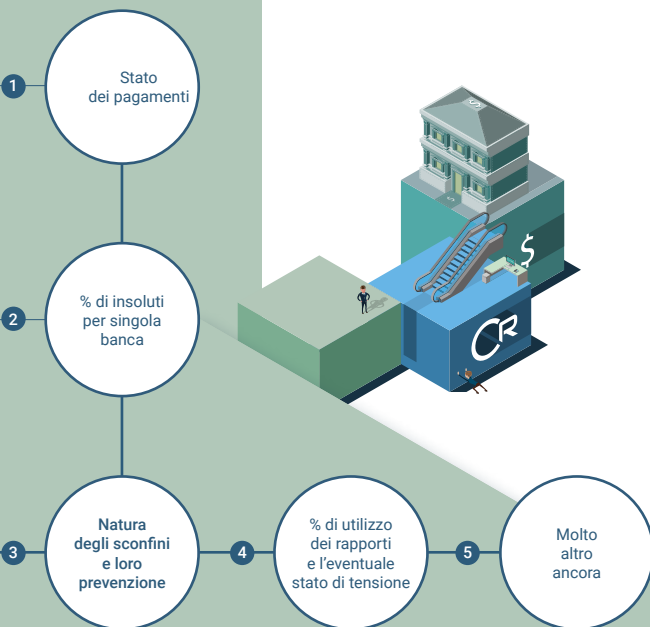 1
Stato
dei pagamenti
2
% di insoluti
per singola
banca
$
CR
3
Natura
degli sconfini
e loro
prevenzione
4
% di utilizzo
dei rapporti
e l’eventuale
stato di tensione
5
Molto
altro
ancora